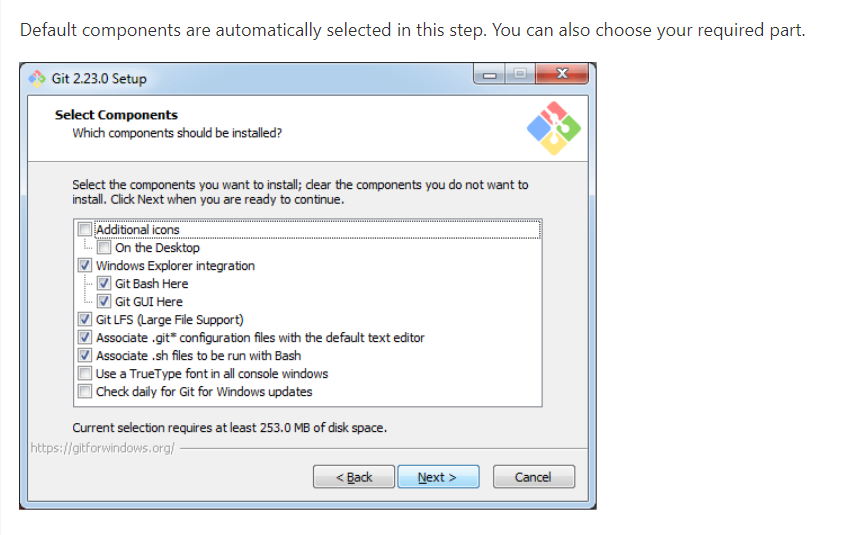 Default components are automatically selected in this step. You can also choose your required part.
Git 2.23.0 Setup
Select Components
Which components should be installed?
Select the components you want to install; clear the components you do not want to
install. Click Next when you are ready to continue.
Additional icons
On the Desktop
Windows Explorer integration
Git Bash Here
Git GUI Here
Git LFS (Large File Support)
Associate .git* configuration files with the default text editor
Associate .sh files to be run with Bash
Use a TrueType font in all console windows
Check daily for Git for Windows updates
Current selection requires at least 253.0 MB of disk space.
https://gitforwindows.org/
< Back Next > Cancel